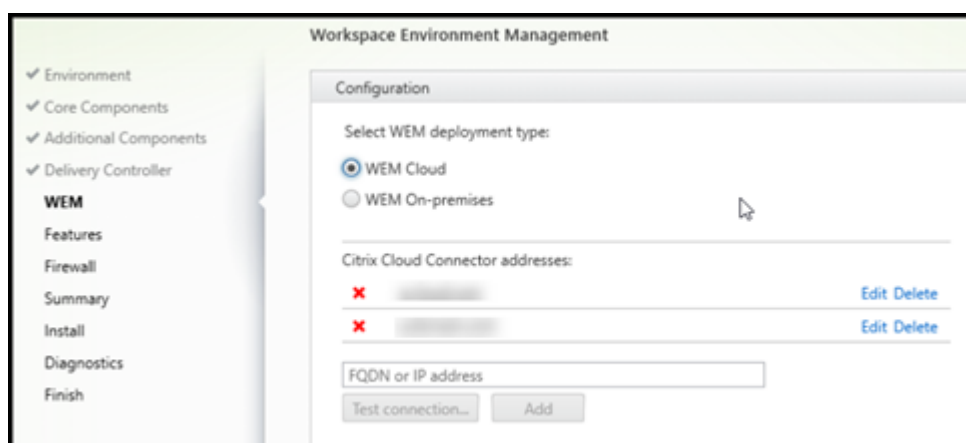 Workspace Environment Management
Environment
Core Components
Additional Components
Delivery Controller
WEM
Features
Firewall
Summary
Install
Diagnostics
Finish
Configuration
Select WEM deployment type:
WEM Cloud
WEM On-premises
Citrix Cloud Connector addresses:
Edit Delete
Edit Delete
FQDN or IP address
Test connection... Add